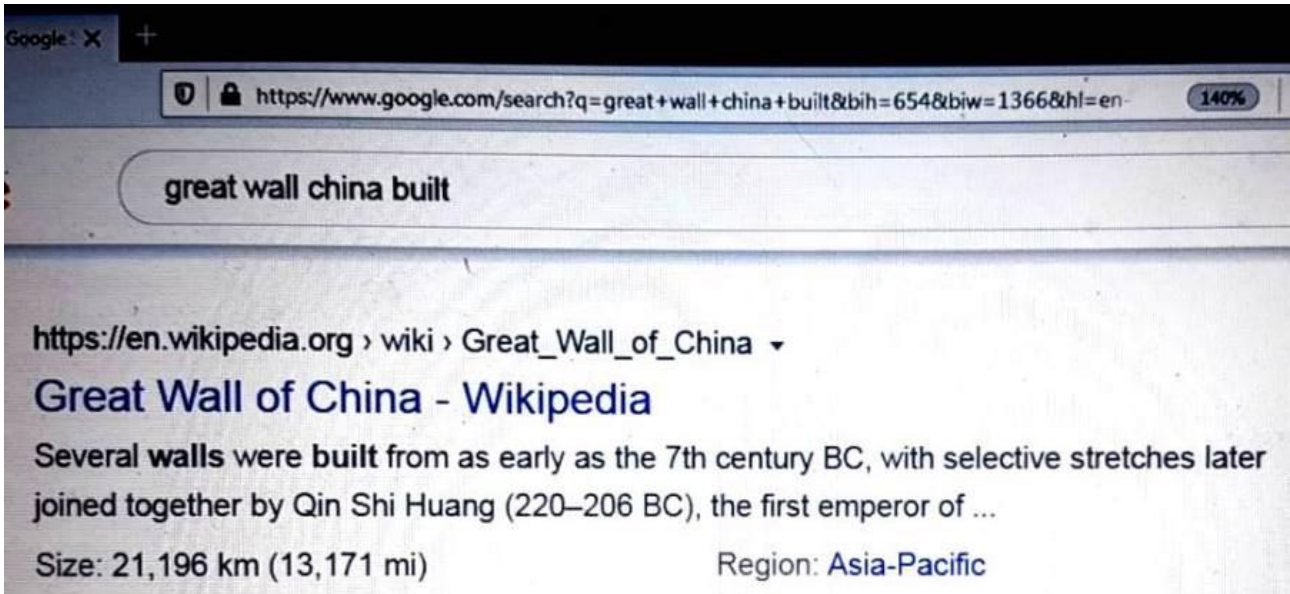 Google
https://www.google.com/search?q=great+wall+china+built&bih=654&biw=1366&hl=en-
140%
great wall china built
https://en.wikipedia.org › wiki › Great_Wall_of_China
Great Wall of China - Wikipedia
Several walls were built from as early as the 7th century BC, with selective stretches later
joined together by Qin Shi Huang (220–206 BC), the first emperor of ...
Size: 21,196 km (13,171 mi) Region: Asia-Pacific